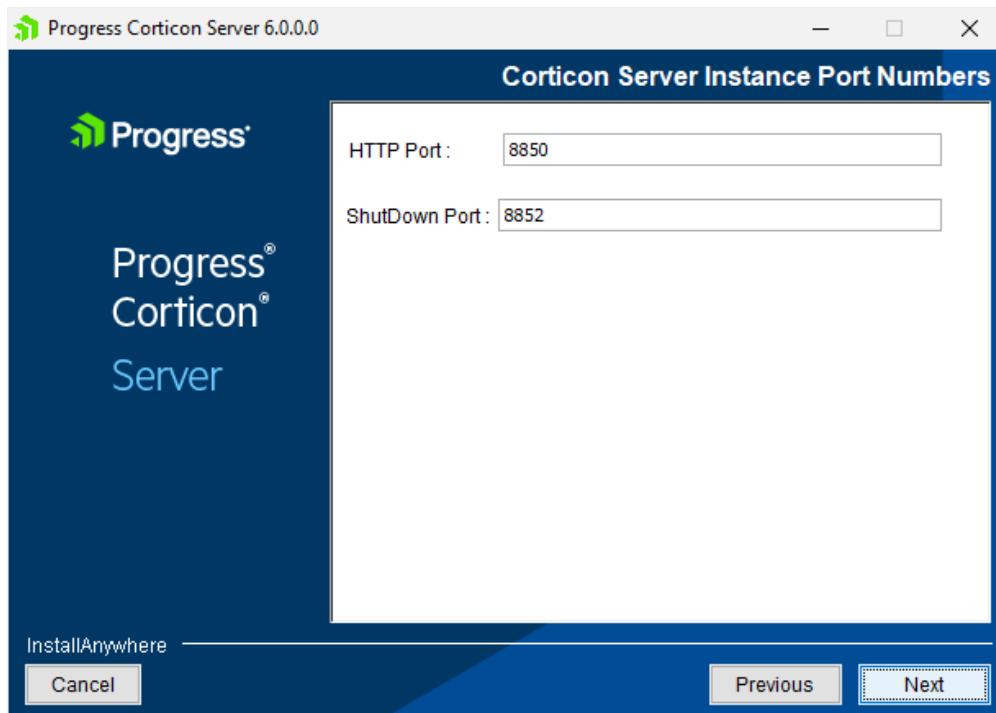 Progress Corticon Server 6.0.0.0
Corticon Server Instance Port Numbers
Progress
HTTP Port : 8850
ShutDown Port : 8852
Progress®
Corticon®
Server
InstallAnywhere
Cancel Previous Next